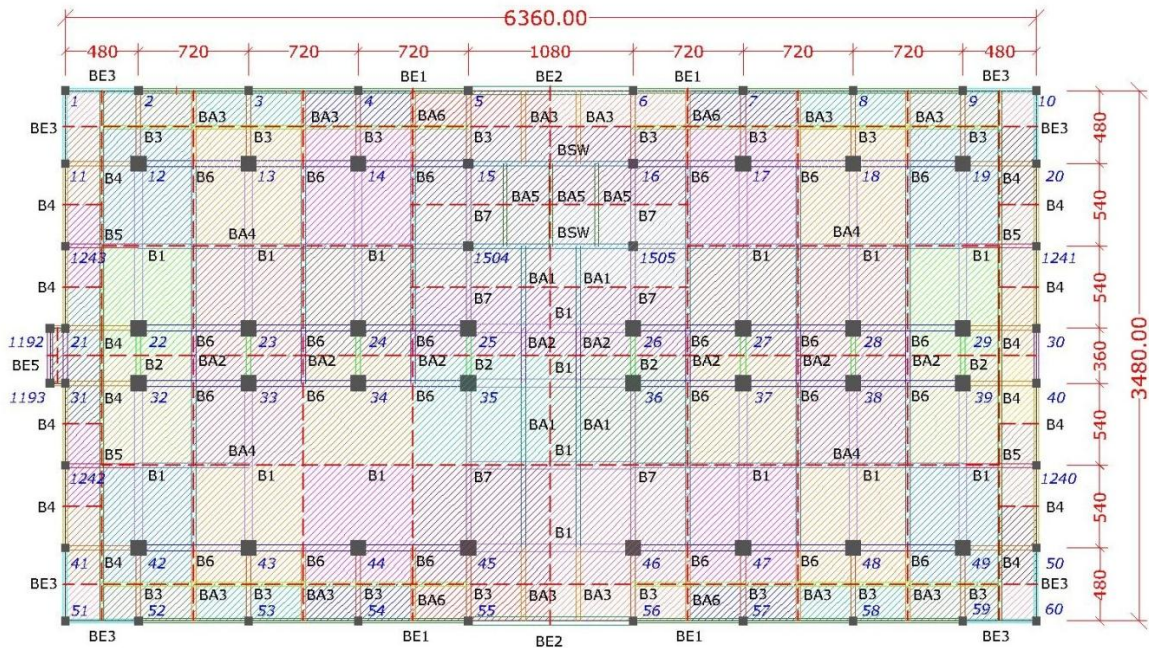 6360.00
480 720 720 720 1080 720 720 720 480
BE3 BE1 BE2 BE1 BE3
1 2 3 4 5 6 7 8 9 10
BA3 BA3 BA6 BA3 BA3 BA6 BA3 BA3
480
BE3 BE3
B3 B3 B3 B3 B3 B3 B3 B3
BSW
11 12 13 14 15 16 17 18 19 20
B4 B6 B6 B6 B6 B6 B6 B4
BA5 BA5 BA5
B4 B4
540
B7 B7
B5 BA4 BSW BA4 B5
1243 B1 B1 B1 1504 1505 B1 B1 B1 1241
BA1 BA1
B4 B4
540
B7 B7
B1
3480.00
1192 21 22 23 24 25 26 27 28 29 30
B4 B6 B6 B6 BA2 BA2 B6 B6 B6 B4
360
BE5 B2 BA2 BA2 BA2 B2 B1 B2 BA2 BA2 BA2 B2
1193 31 32 33 34 35 36 37 38 39 40
B4 B6 B6 B6 B6 B6 B6 B4
BA1 BA1
B4 B4
540
B5 BA4 B1 BA4 B5
1242 B1 B1 B1 B7 B7 B1 B1 B1 1240
B4 B4
540
B1
41 42 43 44 45 46 47 48 49 50
B4 B6 B6 B6 B6 B6 B6 B4
BE3 BE3
480
B3 BA3 B3 BA3 B3 BA6 B3 BA3 BA3 B3 BA6 B3 BA3 B3 BA3 B3
51 52 53 54 55 56 57 58 59 60
BE3 BE1 BE2 BE1 BE3